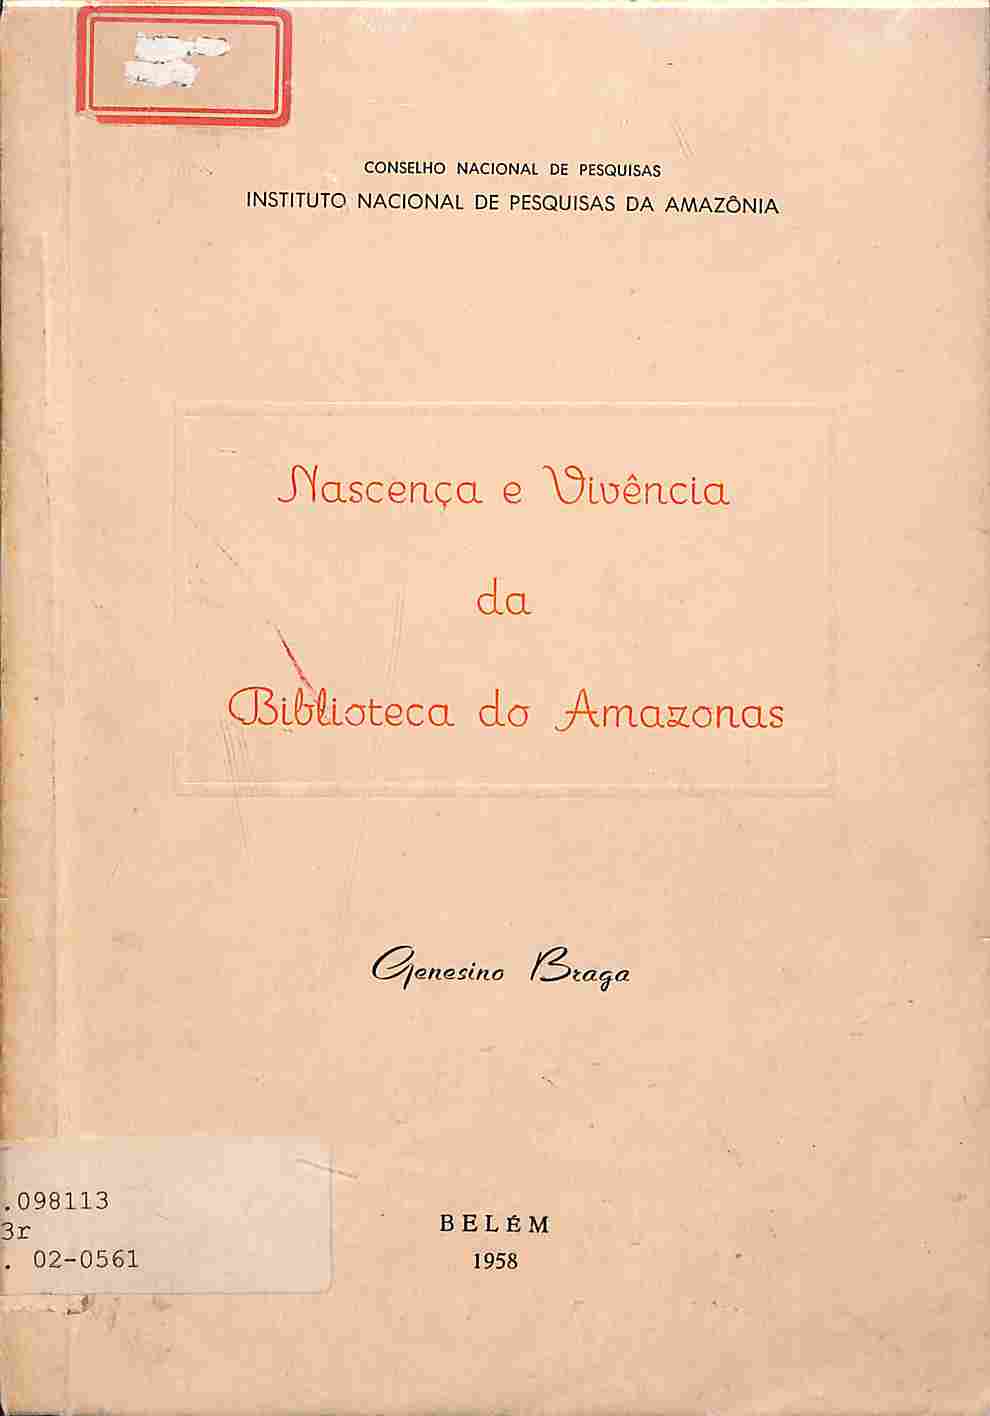 CONSELHO NACIONAL DE PESQUISAS
INSTITUTO NACIONAL DE PESQUISAS DA AMAZÔNIA
Nascença e Vivência
da
Biblioteca do Amazonas
Genesino Braga
.098113
3r
. 02-0561
BELÉM
1958